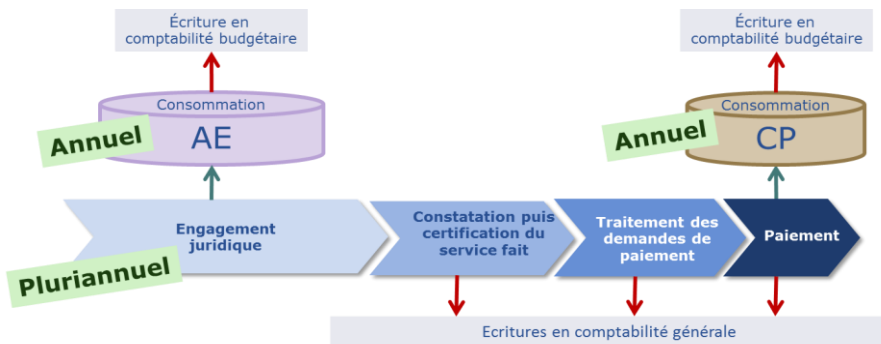 Écriture en
comptabilité budgétaire
Écriture en
comptabilité budgétaire
Consommation
AE
Annuel
Consommation
CP
Annuel
Engagement
juridique
Constatation puis
certification du
service fait
Traitement des
demandes de
paiement
Paiement
Pluriannuel
Ecritures en comptabilité générale